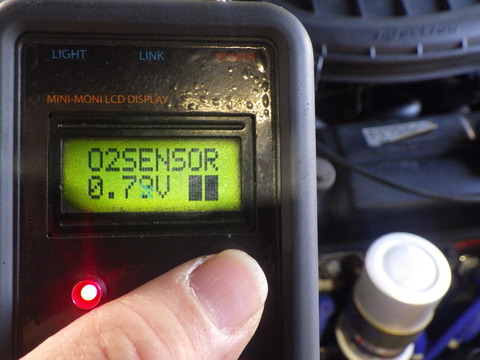 LIGHT LINK
MINI-MONI LCD DISPLAY
O2SENSOR
0.79V